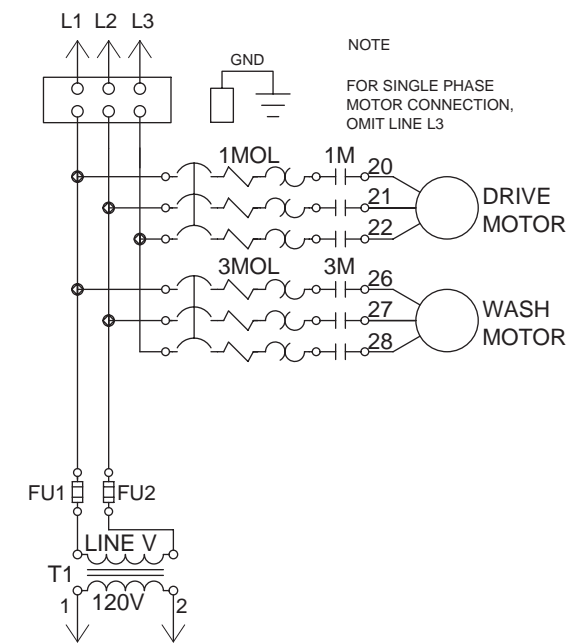 L1 L2 L3
GND
NOTE
FOR SINGLE PHASE
MOTOR CONNECTION,
OMIT LINE L3
1MOL 1M 20
21
22
DRIVE
MOTOR
3MOL 3M 26
27
28
WASH
MOTOR
FU1 FU2
LINE V
T1
1 120V 2